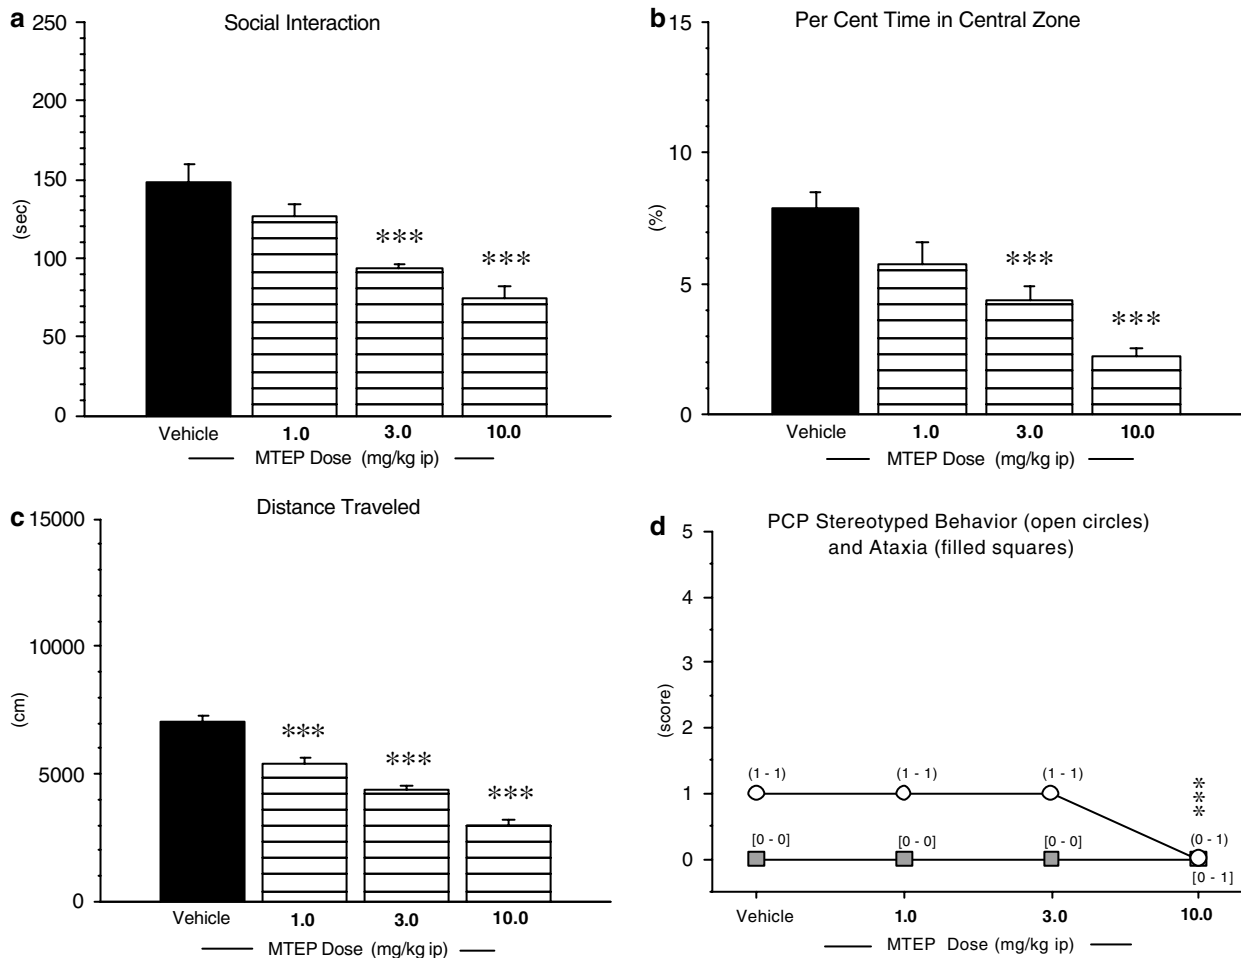 a
Social Interaction
250
200
150
100
50
0
(sec)
***
***
Vehicle 1.0 3.0 10.0
MTEP Dose (mg/kg ip)
b
Per Cent Time in Central Zone
15
10
5
0
(%)
***
***
Vehicle 1.0 3.0 10.0
MTEP Dose (mg/kg ip)
c
Distance Traveled
15000
10000
5000
0
(cm)
***
***
***
Vehicle 1.0 3.0 10.0
MTEP Dose (mg/kg ip)
d
PCP Stereotyped Behavior (open circles)
and Ataxia (filled squares)
5
4
3
2
1
0
(score)
(1 - 1) (1 - 1) (1 - 1)
***
(0 - 1)
[0 - 0] [0 - 0] [0 - 0]
[0 - 1]
Vehicle 1.0 3.0 10.0
MTEP Dose (mg/kg ip)